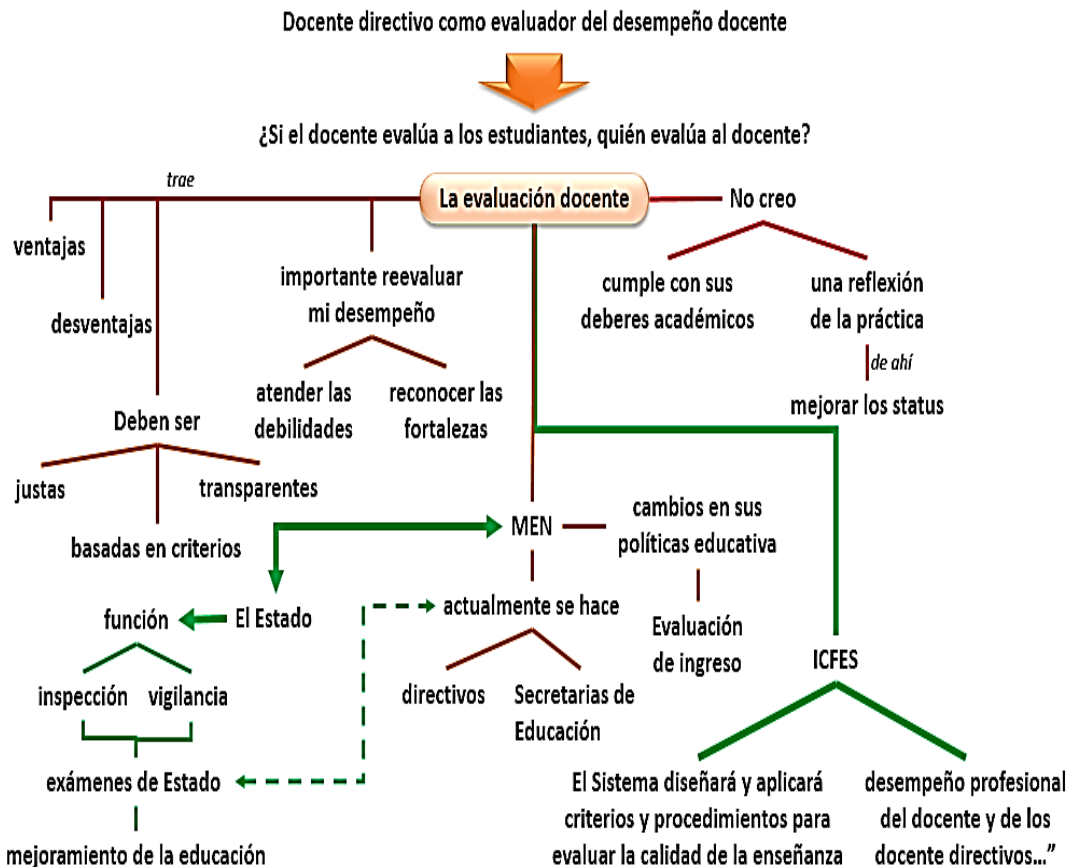 Docente directivo como evaluador del desempeño docente
¿Si el docente evalúa a los estudiantes, quién evalúa al docente?
trae
La evaluación docente
No creo
ventajas
desventajas
Deben ser
justas
transparentes
basadas en criterios
importante reevaluar
mi desempeño
atender las
debilidades
reconocer las
fortalezas
cumple con sus
deberes académicos
una reflexión
de la práctica
de ahí
mejorar los status
MEN
cambios en sus
políticas educativa
Evaluación
de ingreso
actualmente se hace
directivos
Secretarias de
Educación
El Estado
función
inspección
vigilancia
exámenes de Estado
mejoramiento de la educación
ICFES
El Sistema diseñará y aplicará
criterios y procedimientos para
evaluar la calidad de la enseñanza
desempeño profesional
del docente y de los
docente directivos...”